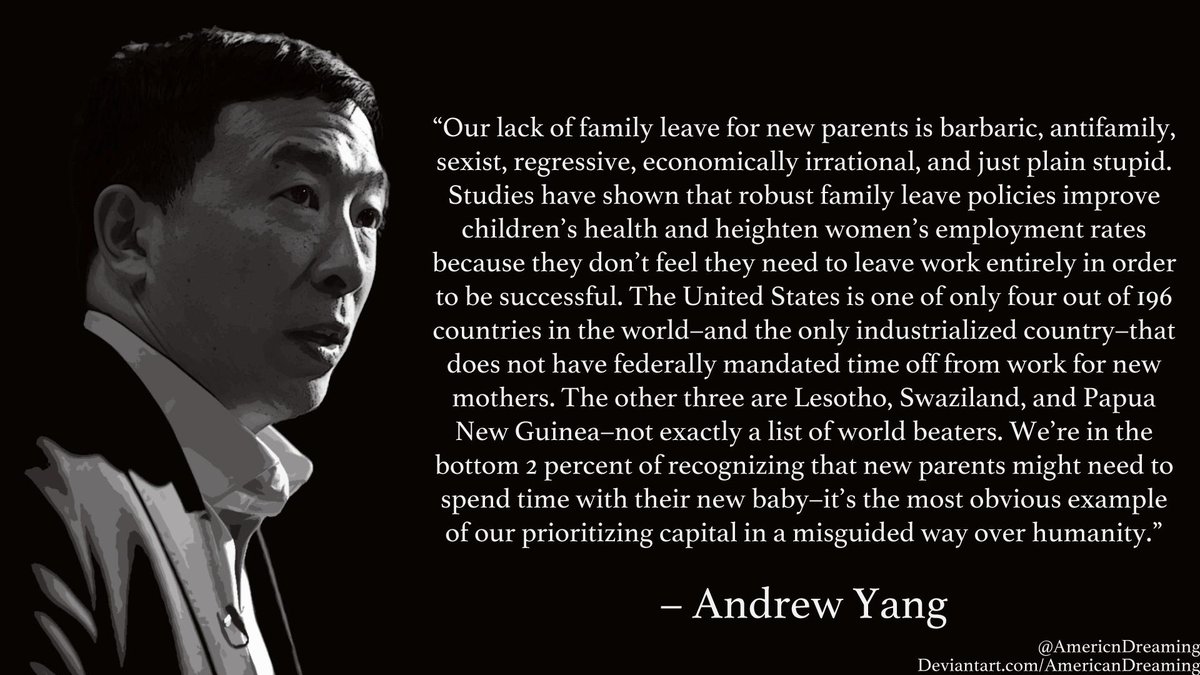 “Our lack of family leave for new parents is barbaric, antifamily,
sexist, regressive, economically irrational, and just plain stupid.
Studies have shown that robust family leave policies improve
children’s health and heighten women’s employment rates
because they don’t feel they need to leave work entirely in order
to be successful. The United States is one of only four out of 196
countries in the world–and the only industrialized country–that
does not have federally mandated time off from work for new
mothers. The other three are Lesotho, Swaziland, and Papua
New Guinea–not exactly a list of world beaters. We’re in the
bottom 2 percent of recognizing that new parents might need to
spend time with their new baby–it’s the most obvious example
of our prioritizing capital in a misguided way over humanity.”
– Andrew Yang
@AmericnDreaming
Deviantart.com/AmericanDreaming